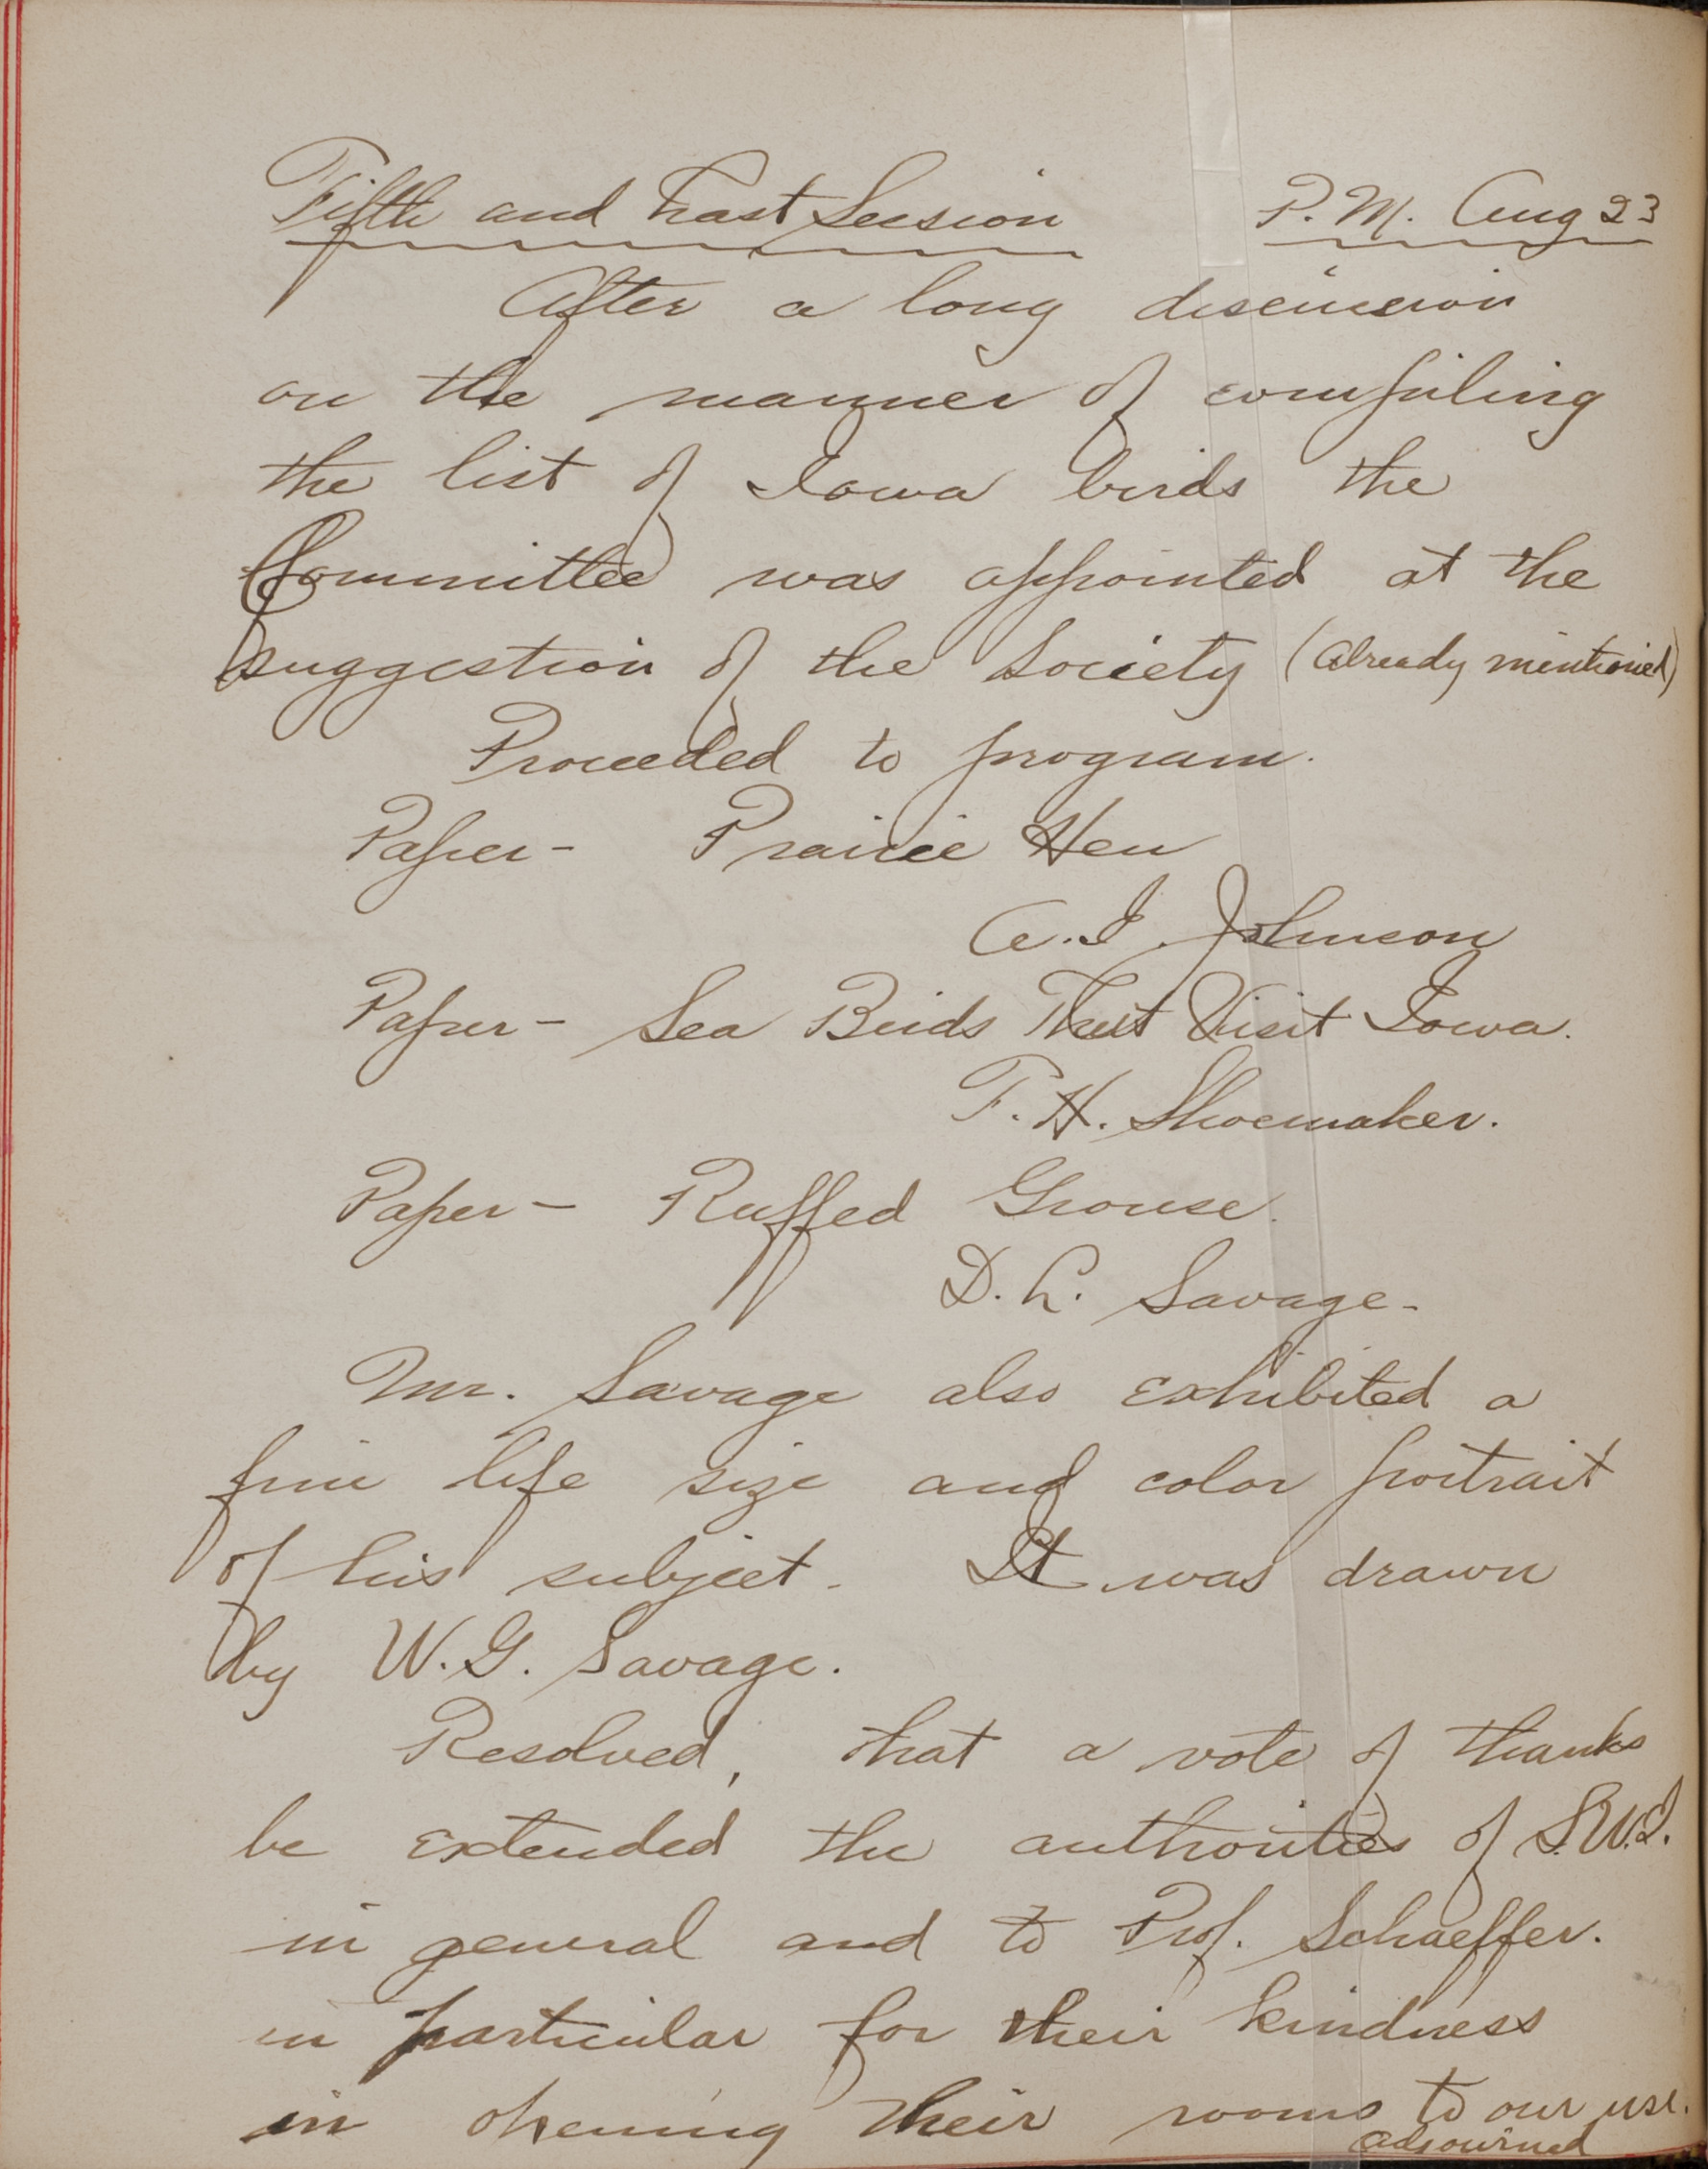 Fifth and Last Session P.M. Aug 23
After a long discussion
on the manner of compiling
the list of Iowa birds the
Committee was appointed at the
suggestion of the Society (already mentioned)
Proceeded to program.
Paper - Prairie Hen
A. I. Johnson
Paper - Sea Birds That Visit Iowa.
F. H. Shoemaker.
Paper - Ruffed Grouse.
D. L. Savage.
Mr. Savage also exhibited a
fine life size and color portrait
of his subject. It was drawn
by W. G. Savage.
Resolved, that a vote of thanks
be extended the authorities of S.U.I.
in general and to Prof. Schaeffer.
in particular for their kindness
in opening their rooms to our use.
Adjourned